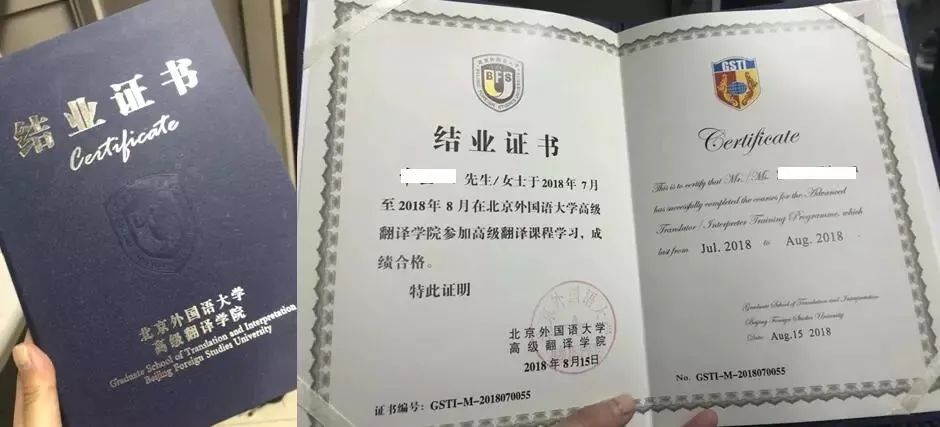 结业证书
Certificate
北京外国语大学
高级翻译学院
Graduate School of Translation and Interpretation
Beijing Foreign Studies University
BFS
结业证书
先生/女士于2018年7月
至2018年8月在北京外国语大学高级
翻译学院参加高级翻译课程学习，成
绩合格。
特此证明
北京外国语大学
高级翻译学院
2018年8月15日
证书编号：GSTI-M-2018070055
GSTI
Certificate
This is to certify that Mr./Ms.
has successfully completed the courses for the Advanced
Translator/Interpreter Training Programme, which
last from Jul. 2018 to Aug. 2018.
Graduate School of Translation and Interpretation
Beijing Foreign Studies University
Date: Aug.15 2018
No. GSTI-M-2018070055